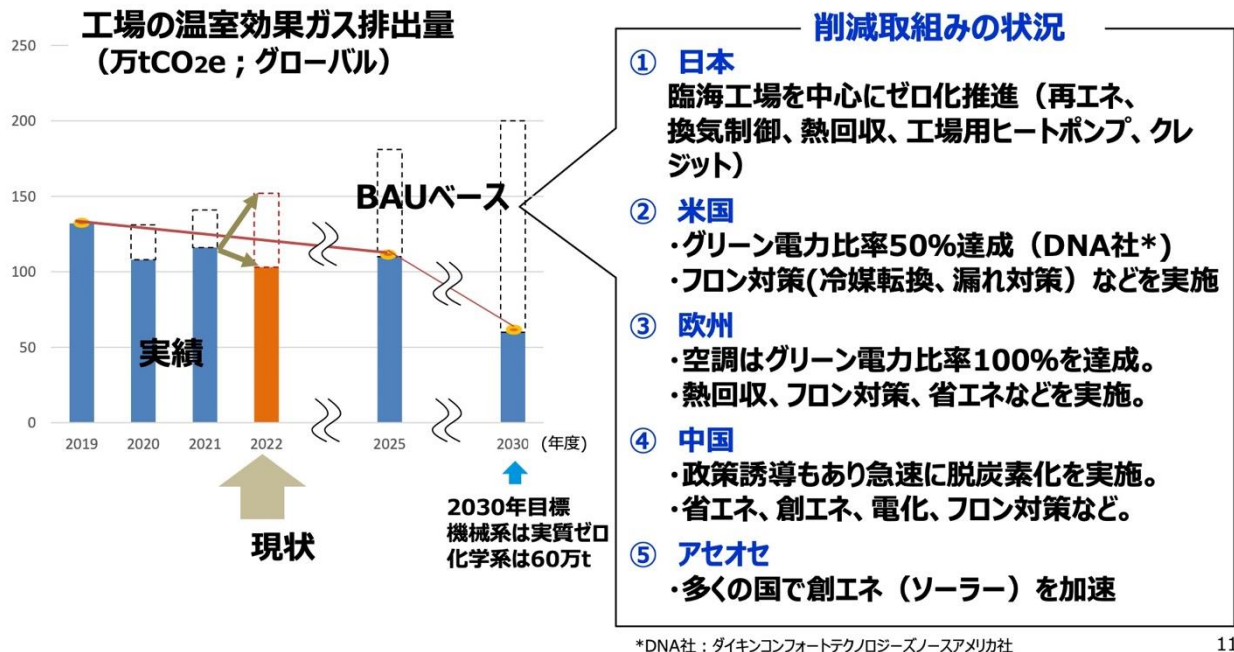 工場の温室効果ガス排出量
（万tCO₂e；グローバル）
250
200
150
100
50
0
BAUベース
実績
2019
2020
2021
2022
2025
2030
(年度)
現状
2030年目標
機械系は実質ゼロ
化学系は60万t
削減取組みの状況
① 日本
臨海工場を中心にゼロ化推進（再エネ、
換気制御、熱回収、工場用ヒートポンプ、クレ
ジット）
② 米国
・グリーン電力比率50%達成（DNA社*）
・フロン対策(冷媒転換、漏れ対策）などを実施
③ 欧州
・空調はグリーン電力比率100%を達成。
・熱回収、フロン対策、省エネなどを実施。
④ 中国
・政策誘導もあり急速に脱炭素化を実施。
・省エネ、創エネ、電化、フロン対策など。
⑤ アセオセ
・多くの国で創エネ（ソーラー）を加速
*DNA社：ダイキンコンフォートテクノロジーズノースアメリカ社
11